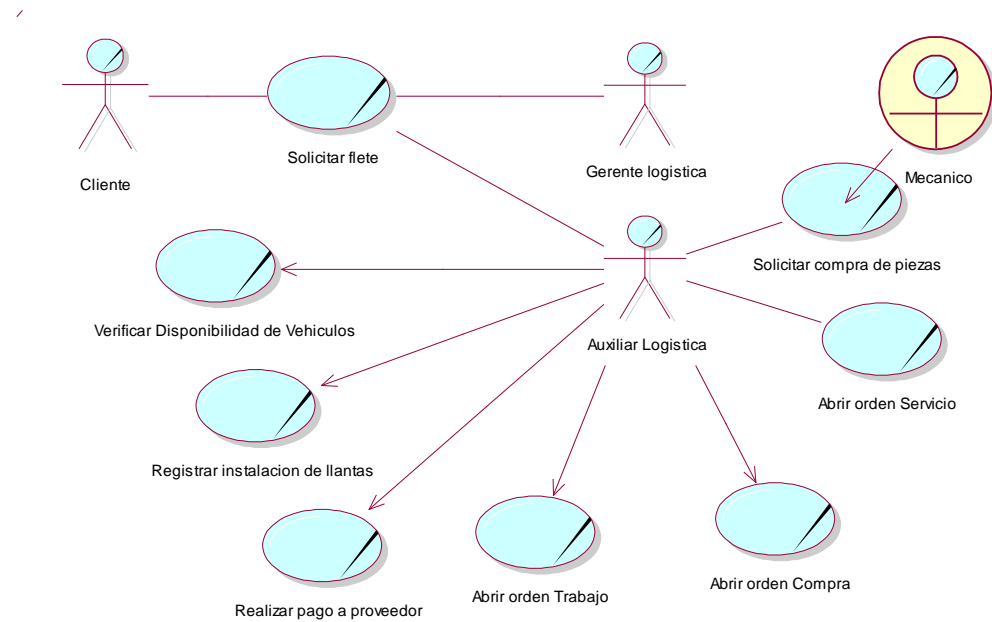 Solicitar flete
Cliente
Gerente logistica
Mecanico
Solicitar compra de piezas
Verificar Disponibilidad de Vehiculos
Auxiliar Logistica
Abrir orden Servicio
Registrar instalacion de llantas
Abrir orden Compra
Abrir orden Trabajo
Realizar pago a proveedor